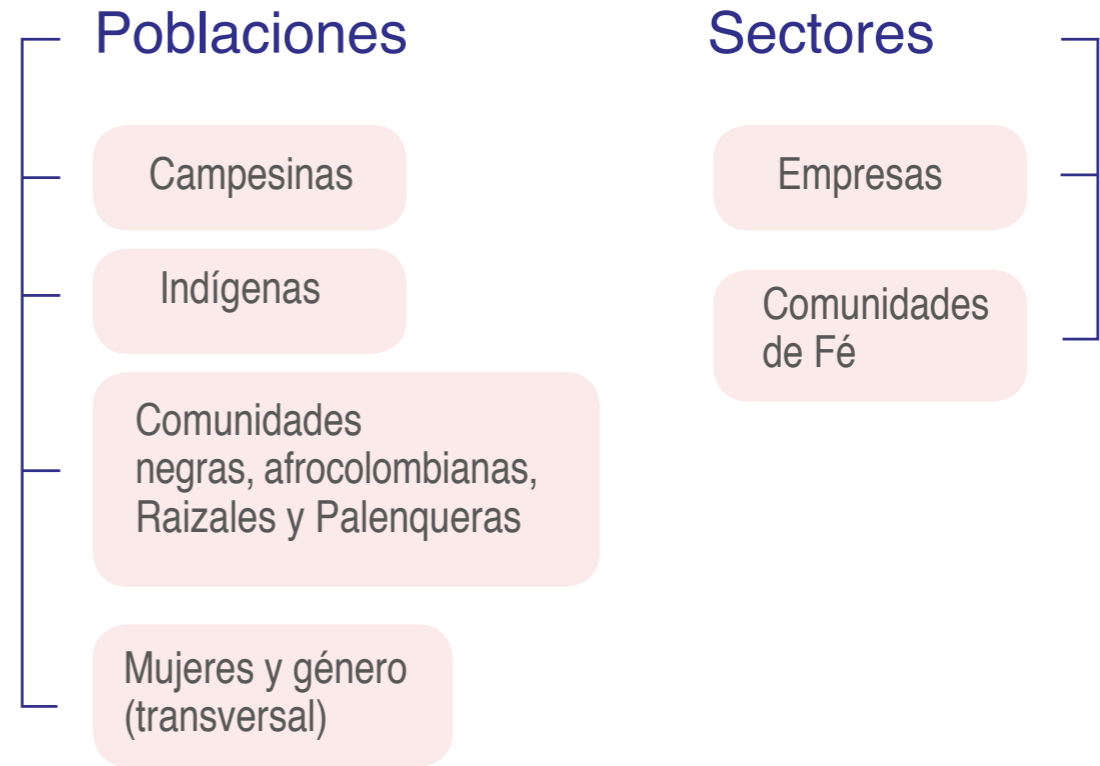 Poblaciones
Campesinas
Indígenas
Comunidades
negras, afrocolombianas,
Raizales y Palenqueras
Mujeres y género
(transversal)
Sectores
Empresas
Comunidades
de Fé